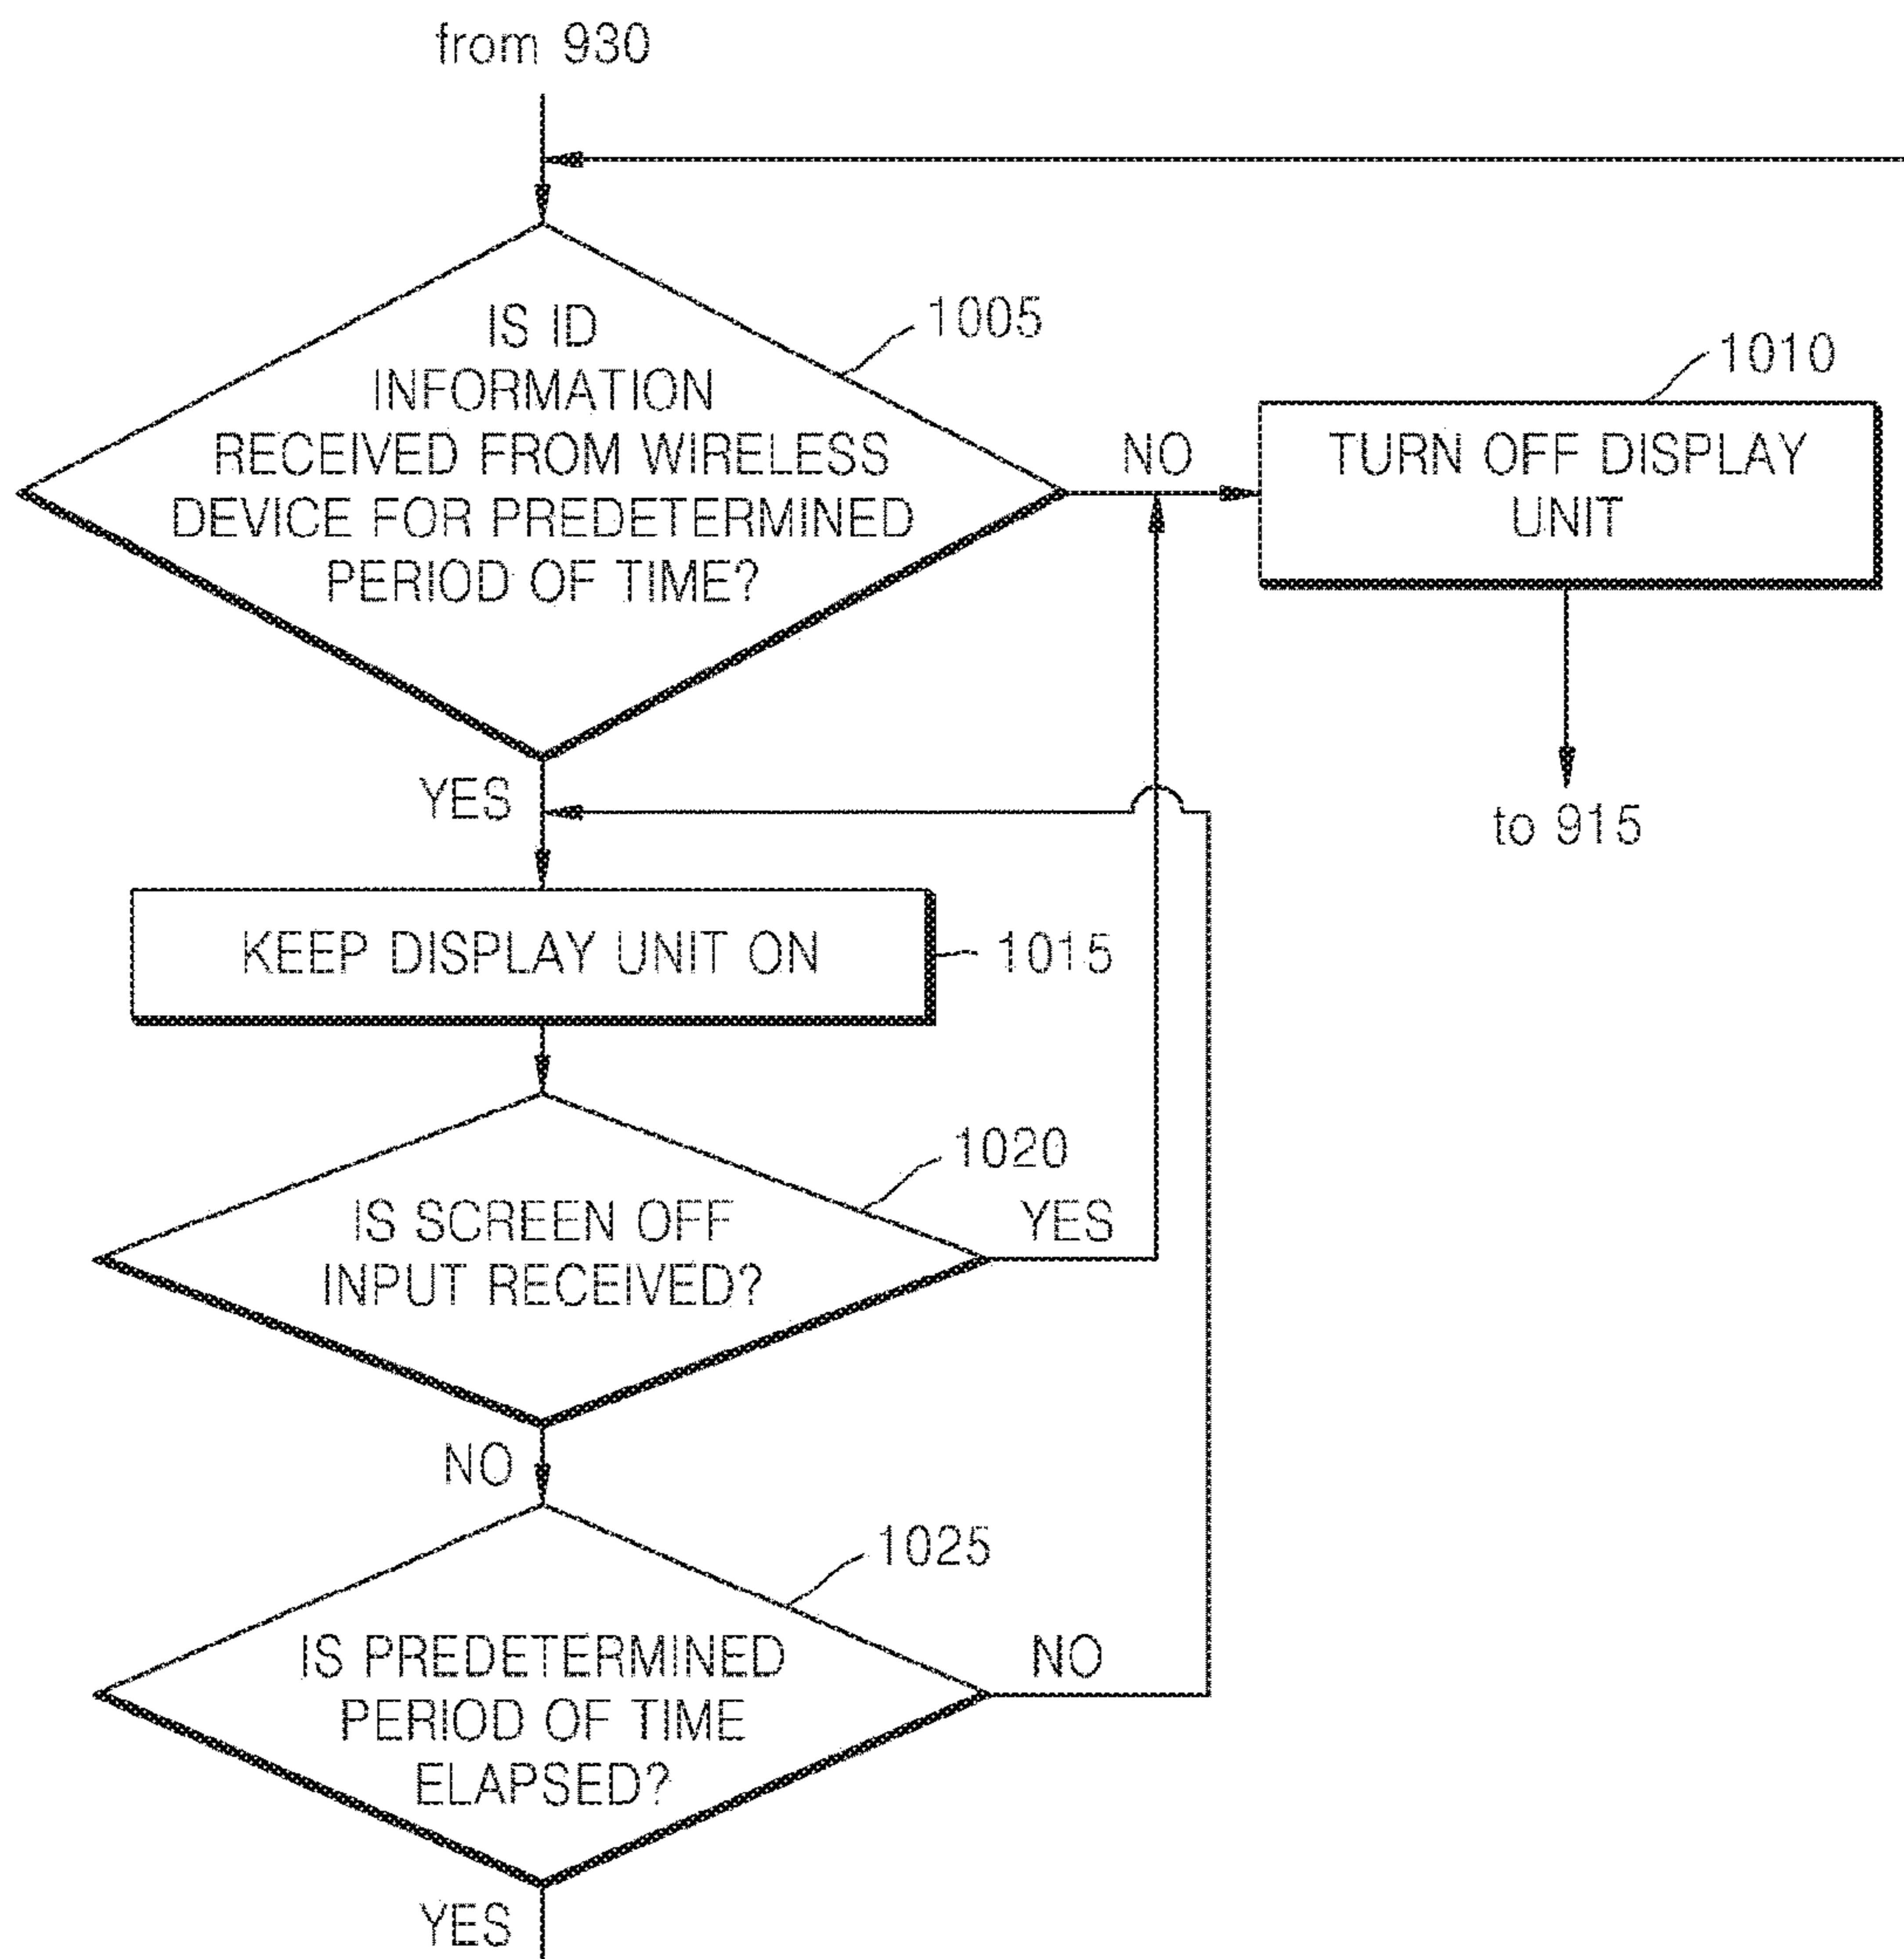 from 930
IS ID
INFORMATION
RECEIVED FROM WIRELESS
DEVICE FOR PREDETERMINED
PERIOD OF TIME?
1005
NO
1010
TURN OFF DISPLAY
UNIT
to 915
YES
KEEP DISPLAY UNIT ON
1015
IS SCREEN OFF
INPUT RECEIVED?
1020
YES
NO
1025
IS PREDETERMINED
PERIOD OF TIME
ELAPSED?
NO
YES